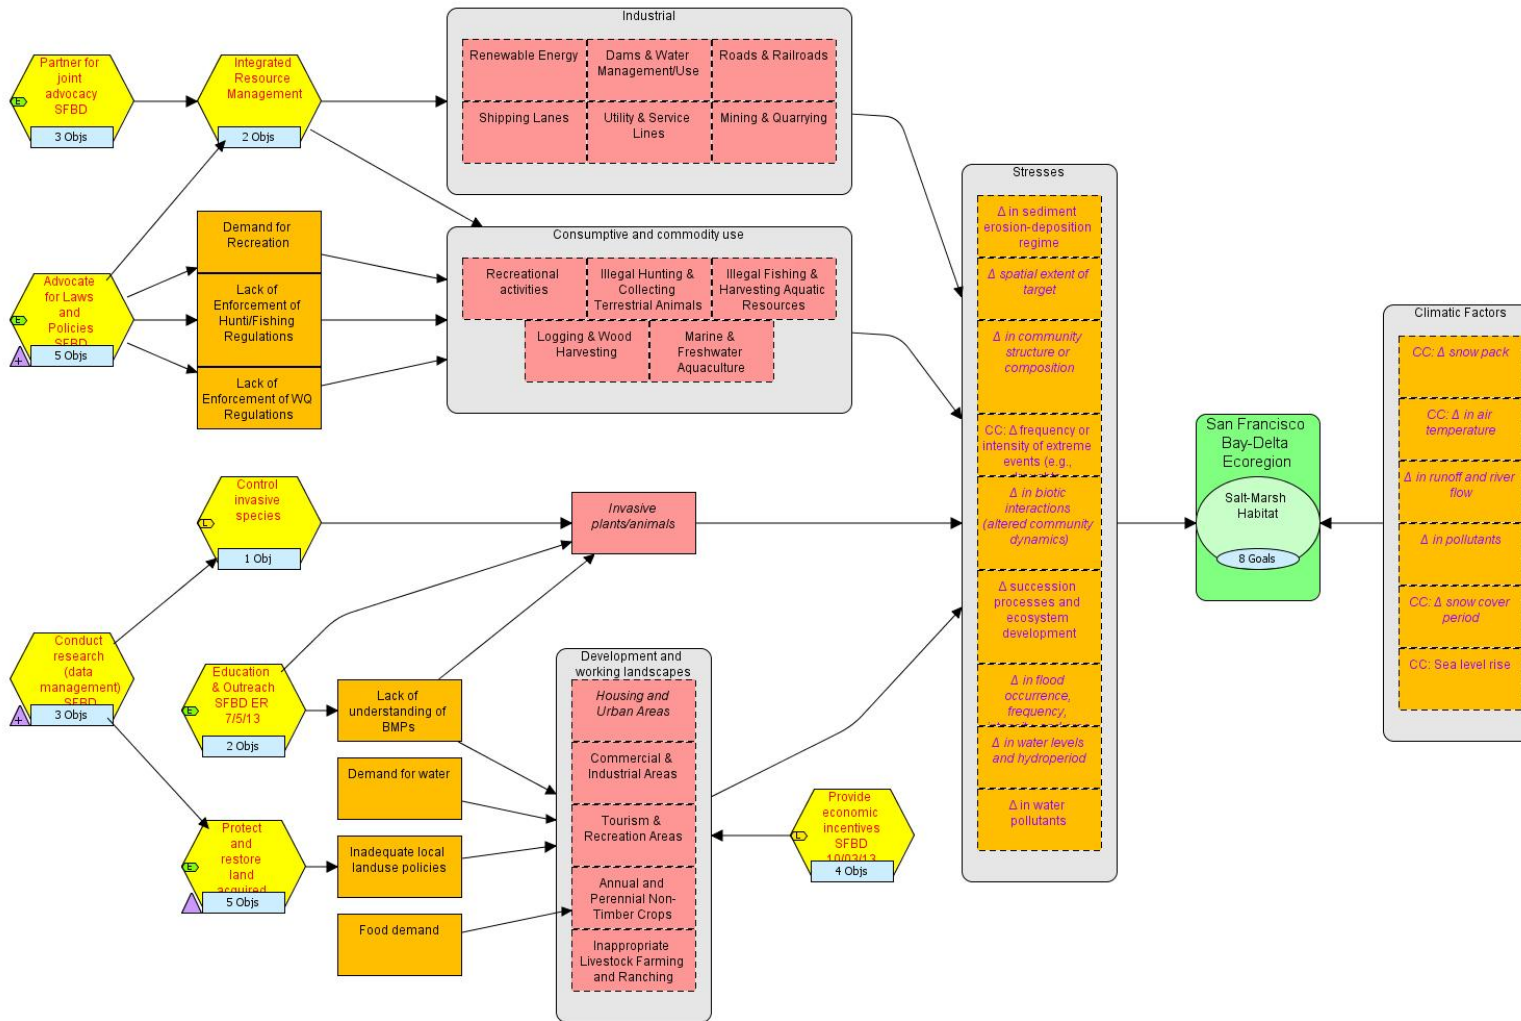 Industrial
Renewable Energy
Dams & Water
Management/Use
Roads & Railroads
Shipping Lanes
Utility & Service
Lines
Mining & Quarrying
Partner for
joint
advocacy
SFBD
E
3 Objs
Integrated
Resource
Management
2 Objs
Demand for
Recreation
Lack of
Enforcement of
Hunti/Fishing
Regulations
Lack of
Enforcement of WQ
Regulations
Advocate
for Laws
and
Policies
SFBD
E
+
5 Objs
Consumptive and commodity use
Recreational
activities
Illegal Hunting &
Collecting
Terrestrial Animals
Illegal Fishing &
Harvesting Aquatic
Resources
Logging & Wood
Harvesting
Marine &
Freshwater
Aquaculture
Control
invasive
species
L
1 Obj
Invasive
plants/animals
Conduct
research
(data
management)
SFBD
+
3 Objs
Education
& Outreach
SFBD ER
7/5/13
E
2 Objs
Lack of
understanding of
BMPs
Demand for water
Inadequate local
landuse policies
Food demand
Protect
and
restore
land
acquired
E
5 Objs
Development and
working landscapes
Housing and
Urban Areas
Commercial &
Industrial Areas
Tourism &
Recreation Areas
Annual and
Perennial Non-
Timber Crops
Inappropriate
Livestock Farming
and Ranching
Provide
economic
incentives
SFBD
10/03/13
L
4 Objs
Stresses
Δ in sediment
erosion-deposition
regime
Δ spatial extent of
target
Δ in community
structure or
composition
CC: Δ frequency or
intensity of extreme
events (e.g.,
Δ in biotic
interactions
(altered community
dynamics)
Δ succession
processes and
ecosystem
development
Δ in flood
occurrence,
frequency,
Δ in water levels
and hydroperiod
Δ in water
pollutants
San Francisco
Bay-Delta
Ecoregion
Salt-Marsh
Habitat
8 Goals
Climatic Factors
CC: Δ snow pack
CC: Δ in air
temperature
Δ in runoff and river
flow
Δ in pollutants
CC: Δ snow cover
period
CC: Sea level rise